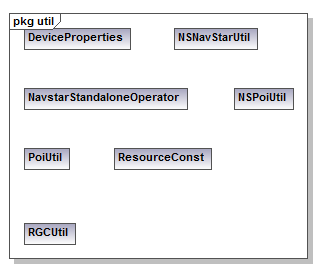 pkg util
DeviceProperties
NSNavStarUtil
NavstarStandaloneOperator
NSPoiUtil
PoiUtil
ResourceConst
RGCUtil